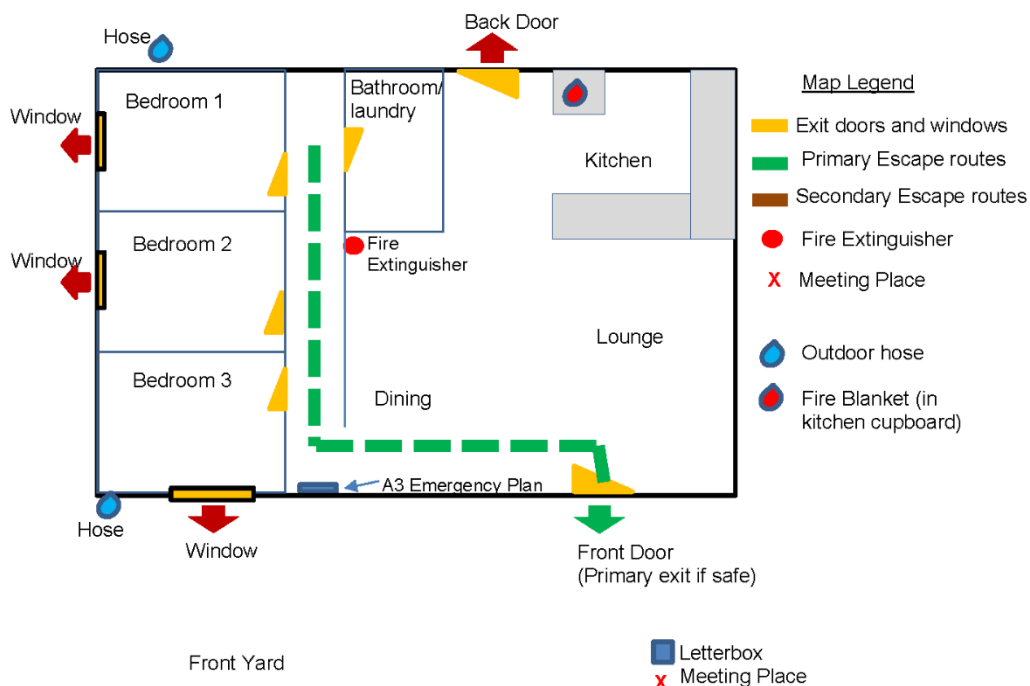 Back Door
Hose
Bedroom 1
Bathroom/
laundry
Window
Kitchen
Bedroom 2
Window
Fire
Extinguisher
Lounge
Bedroom 3
Dining
A3 Emergency Plan
Hose
Window
Front Door
(Primary exit if safe)
Front Yard
Letterbox
X Meeting Place
Map Legend
Exit doors and windows
Primary Escape routes
Secondary Escape routes
Fire Extinguisher
X Meeting Place
Outdoor hose
Fire Blanket (in
kitchen cupboard)